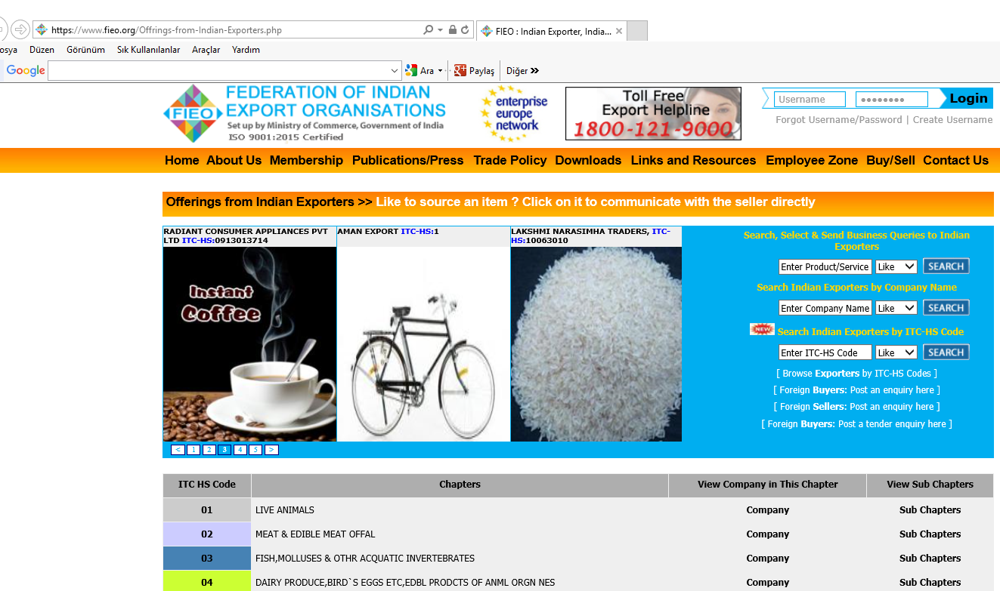 https://www.fieo.org/Offrings-from-Indian-Exporters.php
FIEO : Indian Exporter, India...
osya Düzen Görünüm Sık Kullanılanlar Araçlar Yardım
Google Ara Paylaş Diğer
FIEO
FEDERATION OF INDIAN
EXPORT ORGANISATIONS
Set up by Ministry of Commerce, Government of India
ISO 9001:2015 Certified
enterprise
europe
network
Toll Free
Export Helpline
1800-121-9000
Username •••••••• Login
Forgot Username/Password | Create Username
Home About Us Membership Publications/Press Trade Policy Downloads Links and Resources Employee Zone Buy/Sell Contact Us
Offerings from Indian Exporters >> Like to source an item ? Click on it to communicate with the seller directly
RADIANT CONSUMER APPLIANCES PVT
LTD ITC-HS:0913013714
Instant
Coffee
AMAN EXPORT ITC-HS:1
LAKSHMI NARASIMHA TRADERS, ITC-
HS:10063010
< 1 2 3 4 5 >
Search, Select & Send Business Queries to Indian
Exporters
Enter Product/Service Like SEARCH
Search Indian Exporters by Company Name
Enter Company Name Like SEARCH
NEW Search Indian Exporters by ITC-HS Code
Enter ITC-HS Code Like SEARCH
[ Browse Exporters by ITC-HS Codes ]
[ Foreign Buyers: Post an enquiry here ]
[ Foreign Sellers: Post an enquiry here ]
[ Foreign Buyers: Post a tender enquiry here ]
ITC HS Code Chapters View Company in This Chapter View Sub Chapters
01 LIVE ANIMALS Company Sub Chapters
02 MEAT & EDIBLE MEAT OFFAL Company Sub Chapters
03 FISH,MOLLUSES & OTHR ACQUATIC INVERTEBRATES Company Sub Chapters
04 DAIRY PRODUCE,BIRD`S EGGS ETC,EDBL PRODCTS OF ANML ORGN NES Company Sub Chapters